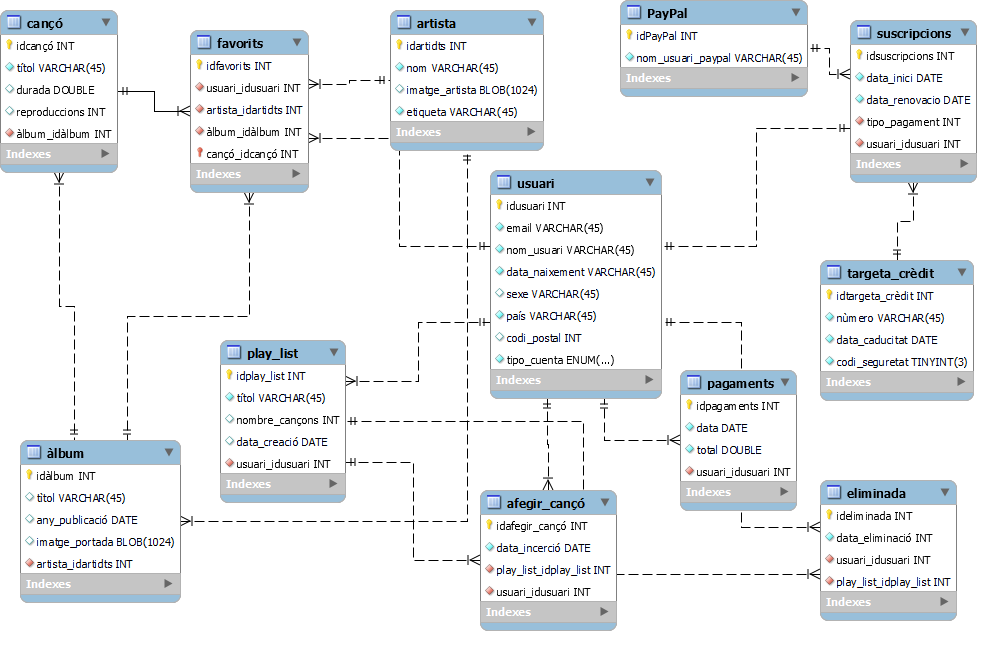 cançó
idcançó INT
títol VARCHAR(45)
durada DOUBLE
reproduccions INT
àlbum_idàlbum INT
Indexes
favorits
idfavorits INT
usuari_idusuari INT
artista_idartidts INT
àlbum_idàlbum INT
cançó_idcançó INT
Indexes
artista
idartidts INT
nom VARCHAR(45)
imatge_artista BLOB(1024)
etiqueta VARCHAR(45)
Indexes
PayPal
idPayPal INT
nom_usuari_paypal VARCHAR(45)
Indexes
suscripcions
idsuscripcions INT
data_inici DATE
data_renovacio DATE
tipo_pagament INT
usuari_idusuari INT
Indexes
usuari
idusuari INT
email VARCHAR(45)
nom_usuari VARCHAR(45)
data_naixement VARCHAR(45)
sexe VARCHAR(45)
país VARCHAR(45)
codi_postal INT
tipo_cuenta ENUM(...)
Indexes
targeta_crèdit
idtargeta_crèdit INT
nùmero VARCHAR(45)
data_caducitat DATE
codi_seguretat TINYINT(3)
Indexes
play_list
idplay_list INT
títol VARCHAR(45)
nombre_cançons INT
data_creació DATE
usuari_idusuari INT
Indexes
pagaments
idpagaments INT
data DATE
total DOUBLE
usuari_idusuari INT
Indexes
àlbum
idàlbum INT
titol VARCHAR(45)
any_publicació DATE
imatge_portada BLOB(1024)
artista_idartidts INT
Indexes
afegir_cançó
idafegir_cançó INT
data_incerció DATE
play_list_idplay_list INT
usuari_idusuari INT
Indexes
eliminada
ideliminada INT
data_eliminació INT
usuari_idusuari INT
play_list_idplay_list INT
Indexes